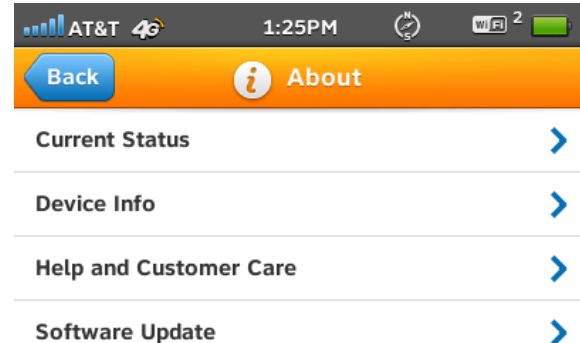 AT&T 4G 1:25PM N S WiFi 2
Back i About
Current Status
Device Info
Help and Customer Care
Software Update